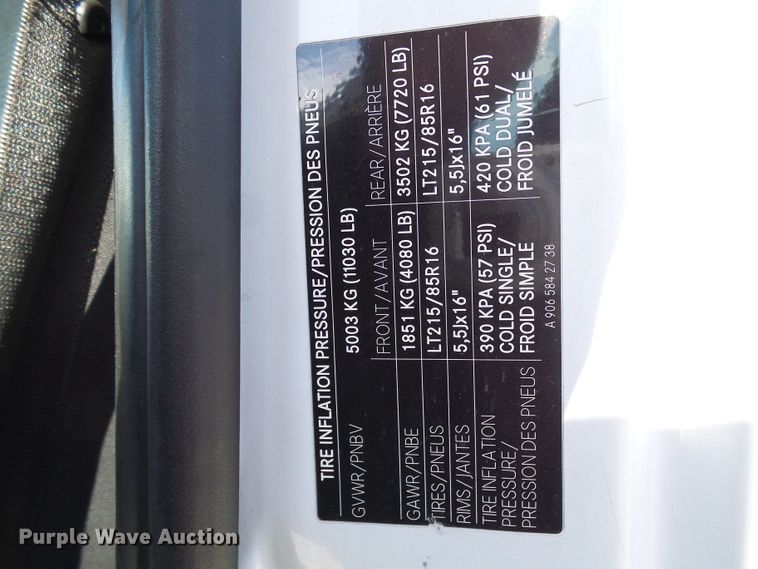 TIRE INFLATION PRESSURE/PRESSION DES PNEUS
GVWR/PNBV 5003 KG (11030 LB)
FRONT/AVANT REAR/ARRIÈRE
GAWR/PNBE 1851 KG (4080 LB) 3502 KG (7720 LB)
TIRES/PNEUS LT215/85R16 LT215/85R16
RIMS/JANTES 5,5Jx16" 5,5Jx16"
TIRE INFLATION 390 KPA (57 PSI) 420 KPA (61 PSI)
PRESSURE/ COLD SINGLE/ COLD DUAL/
PRESSION DES PNEUS FROID SIMPLE FROID JUMELÉ
A 906 584 27 38
Purple Wave Auction